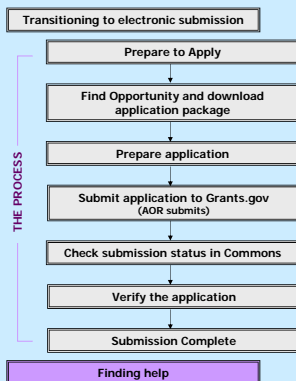 Transitioning to electronic submission
THE PROCESS
Prepare to Apply
Find Opportunity and download
application package
Prepare application
Submit application to Grants.gov
(AOR submits)
Check submission status in Commons
Verify the application
Submission Complete
Finding help